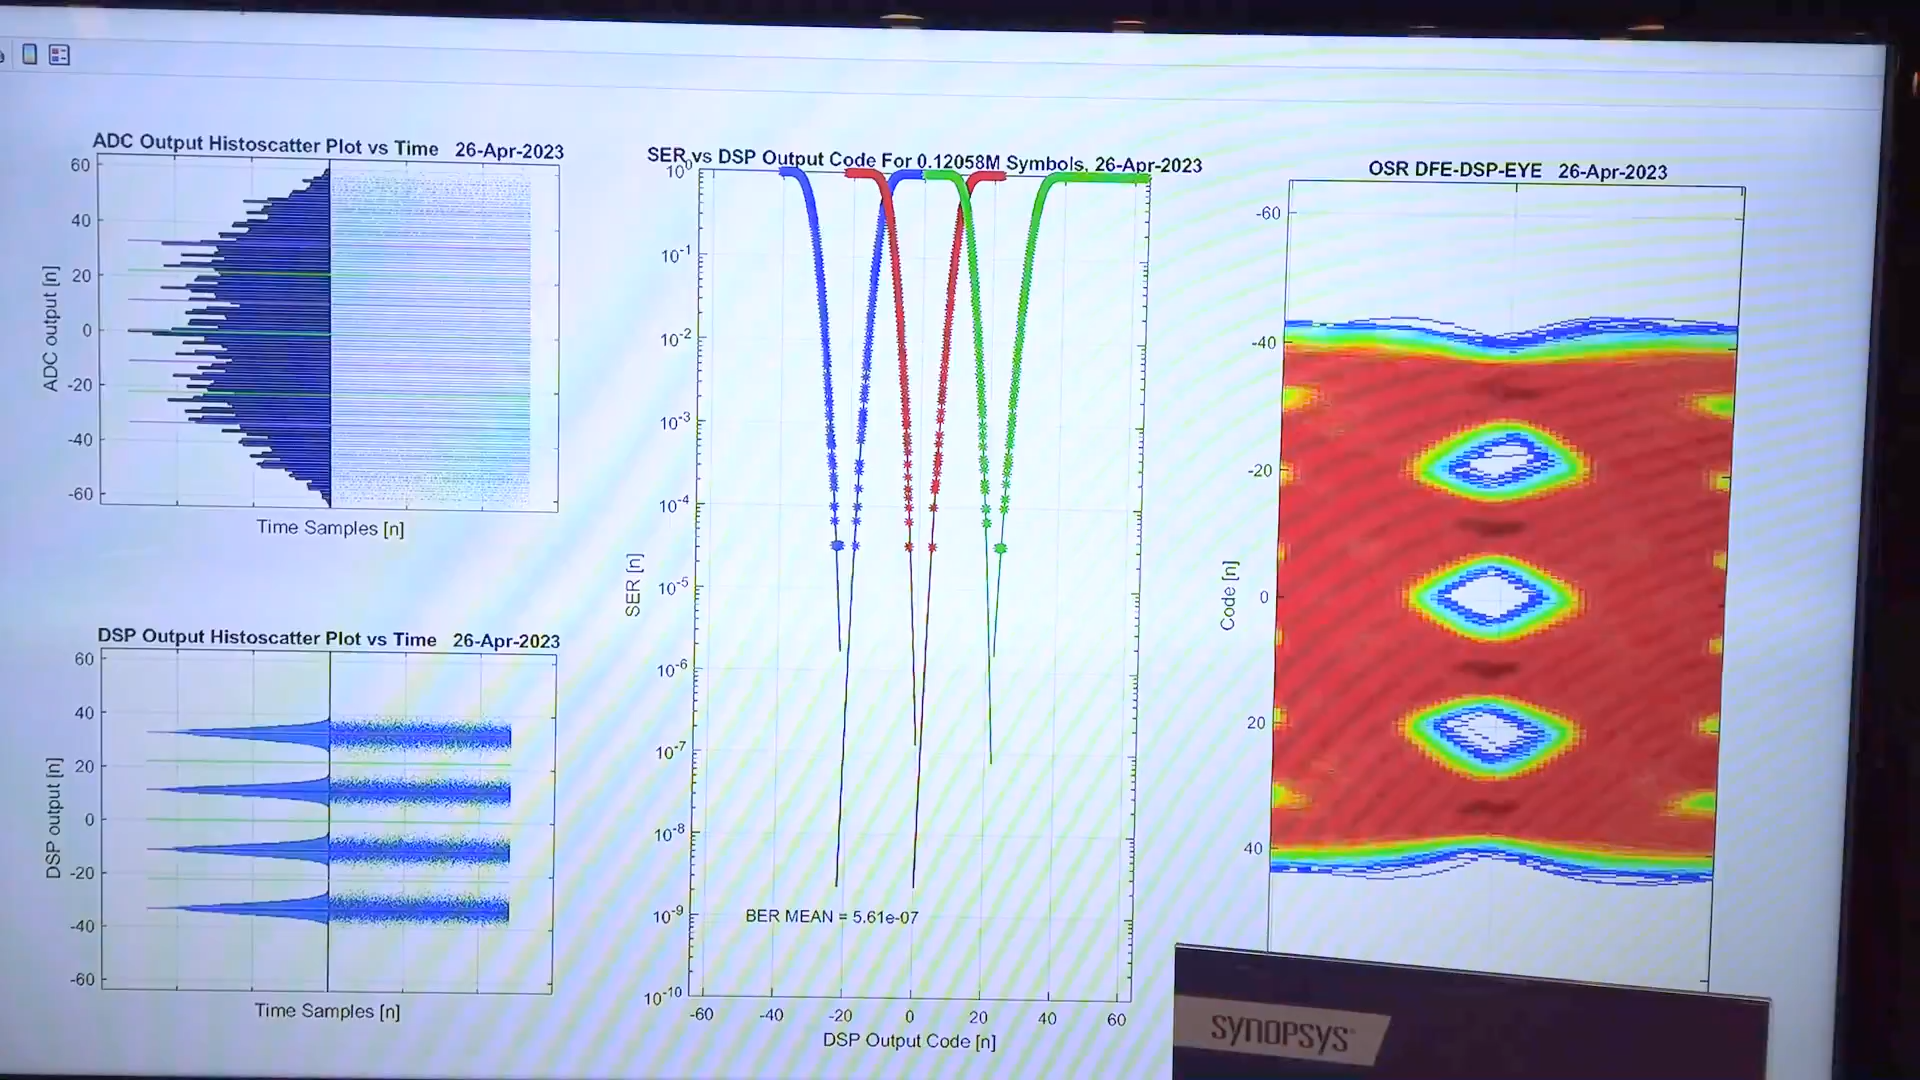 ADC Output Histoscatter Plot vs Time 26-Apr-2023
60
40
20
0
-20
-40
-60
ADC output [n]
Time Samples [n]
DSP Output Histoscatter Plot vs Time 26-Apr-2023
60
40
20
0
-20
-40
-60
DSP output [n]
Time Samples [n]
SER vs DSP Output Code For 0.12058M Symbols, 26-Apr-2023
10^0
10^-1
10^-2
10^-3
10^-4
10^-5
10^-6
10^-7
10^-8
10^-9
10^-10
SER [n]
BER MEAN = 5.61e-07
-60 -40 -20 0 20 40 60
DSP Output Code [n]
OSR DFE-DSP-EYE 26-Apr-2023
-60
-40
-20
0
20
40
Code [n]
SYNOPSYS